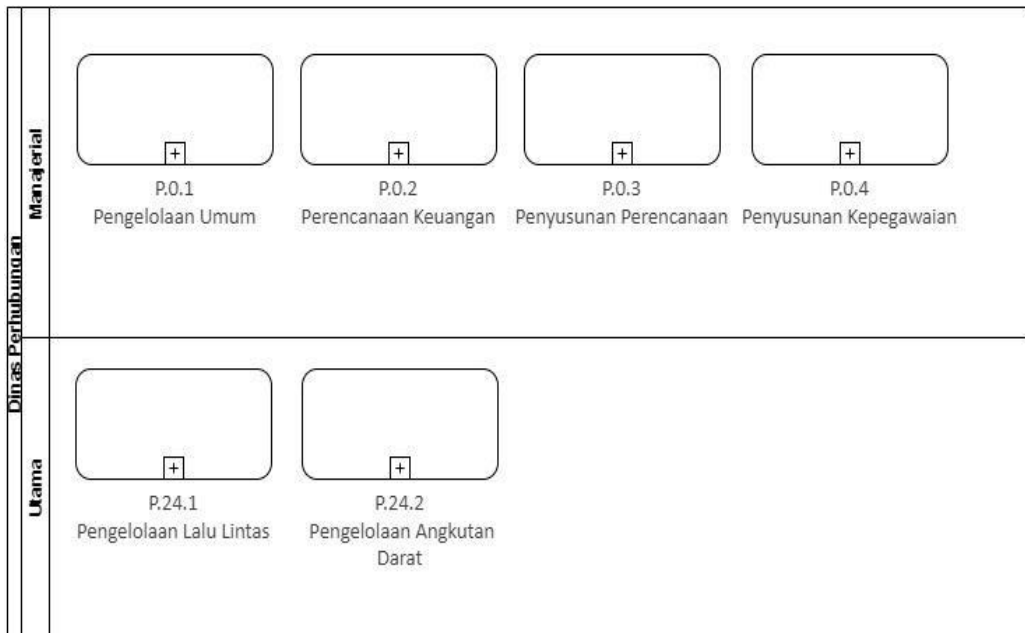 Dinas Perhubungan
Manajerial
P.0.1
Pengelolaan Umum
P.0.2
Perencanaan Keuangan
P.0.3
Penyusunan Perencanaan
P.0.4
Penyusunan Kepegawaian
Utama
P.24.1
Pengelolaan Lalu Lintas
P.24.2
Pengelolaan Angkutan
Darat